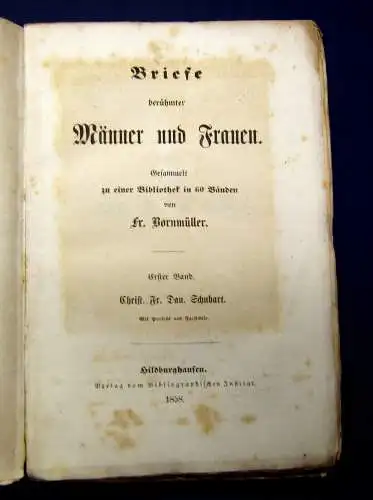 Briefe
berühmter
Männer und Frauen.
Gesammelt
zu einer Bibliothek in 60 Bänden
von
Fr. Bornmüller.
Erster Band.
Christ. Fr. Dan. Schubart.
Mit Portrait und Facsimile.
Hildburghausen.
Verlag vom Bibliographischen Institut.
1858.